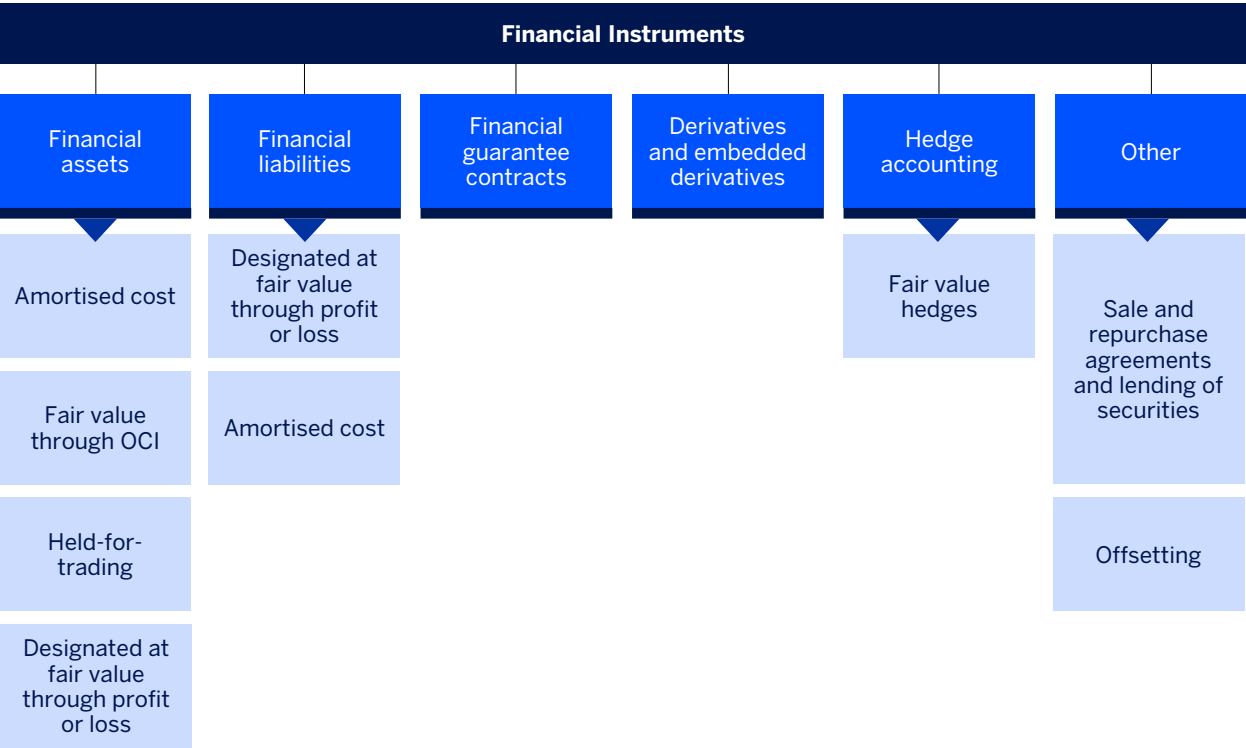 Financial Instruments
Financial
assets
Financial
liabilities
Financial
guarantee
contracts
Derivatives
and embedded
derivatives
Hedge
accounting
Other
Amortised cost
Fair value
through OCI
Held-for-
trading
Designated at
fair value
through profit
or loss
Designated at
fair value
through profit
or loss
Amortised cost
Fair value
hedges
Sale and
repurchase
agreements
and lending of
securities
Offsetting